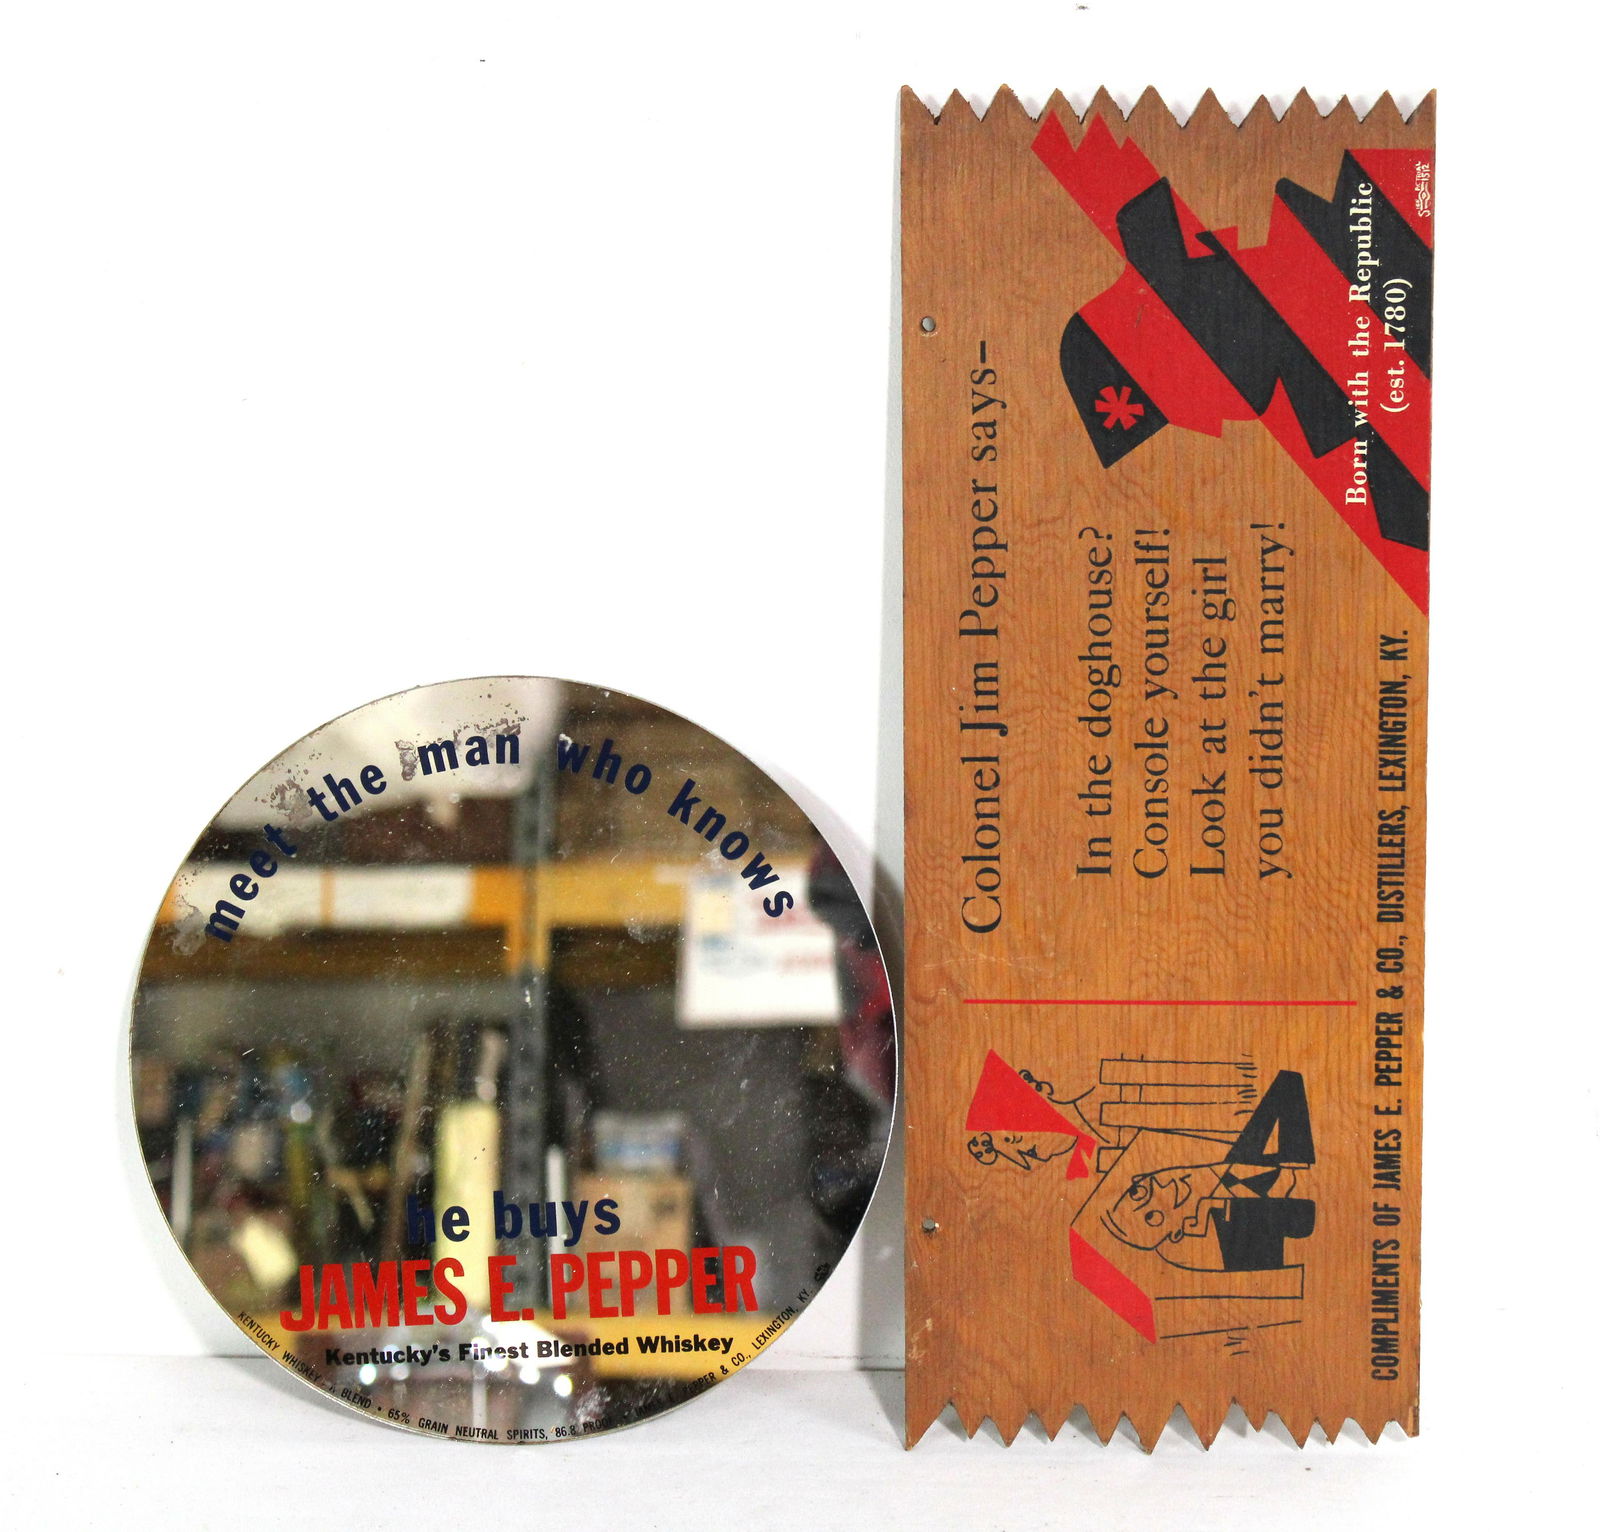 meet the man who knows
he buys
JAMES E. PEPPER
Kentucky's Finest Blended Whiskey
KENTUCKY WHISKEY - A BLEND • 65% GRAIN NEUTRAL SPIRITS, 86.8 PROOF • JAMES E. PEPPER & CO., LEXINGTON, KY.
Colonel Jim Pepper says–
In the doghouse?
Console yourself!
Look at the girl
you didn't marry!
Born with the Republic
(est. 1780)
COMPLIMENTS OF JAMES E. PEPPER & CO., DISTILLERS, LEXINGTON, KY.